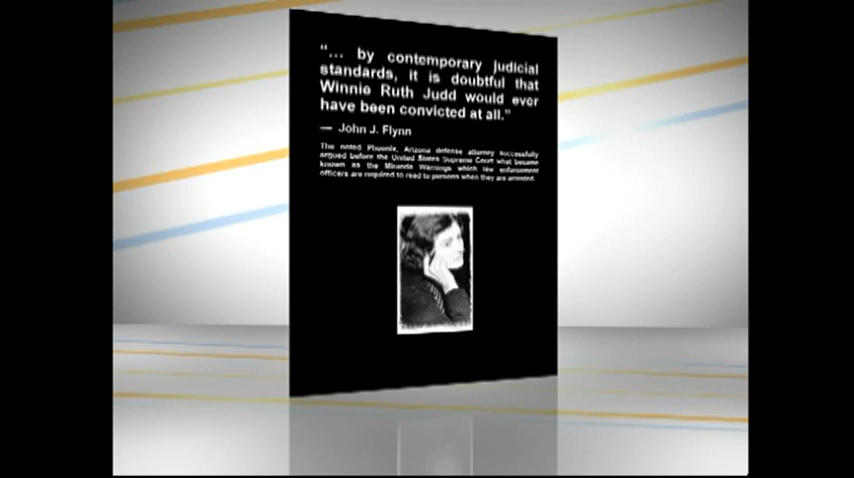 “... by contemporary judicial
standards, it is doubtful that
Winnie Ruth Judd would ever
have been convicted at all.”
— John J. Flynn
The noted Phoenix, Arizona defense attorney successfully
argued before the United States Supreme Court what became
known as the Miranda Warnings which law enforcement
officers are required to read to persons when they are arrested.